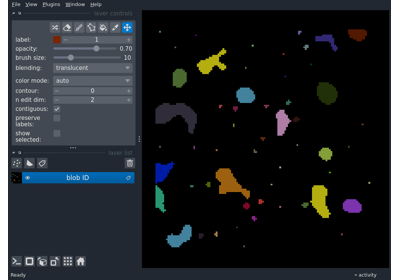 File View Plugins Window Help
layer controls
label: 1
opacity: 0.70
brush size: 10
blending: translucent
color mode: auto
contour: 0
n edit dim: 2
contiguous:
preserve
labels:
show
selected:
layer list
blob ID
Ready
activity